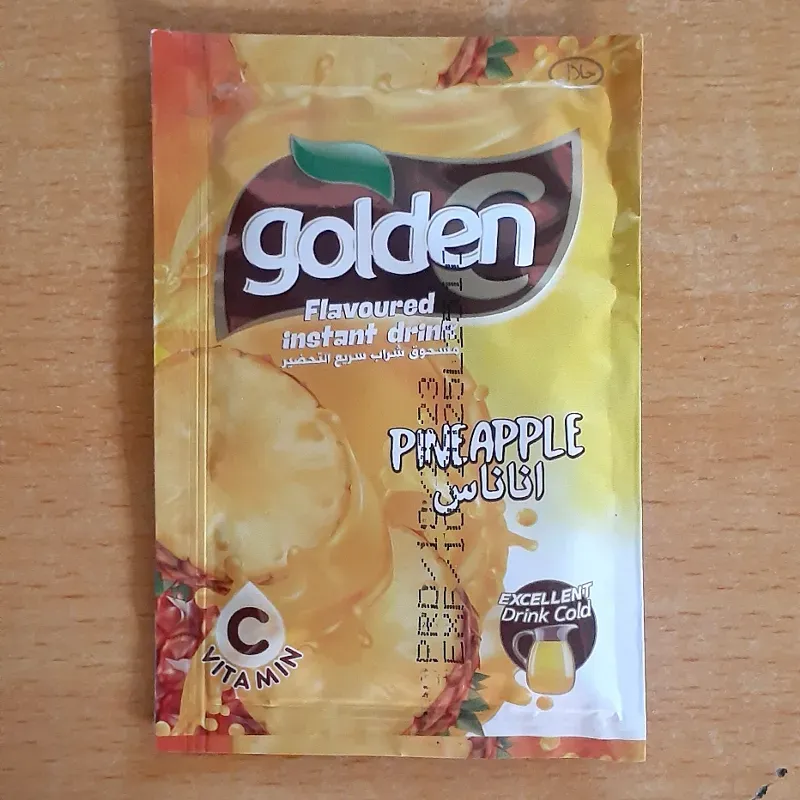 حلال
golden C
Flavoured
instant drink
مسحوق شراب سريع التحضير
PINEAPPLE
اناناس
EXCELLENT
Drink Cold
C
VITAMIN